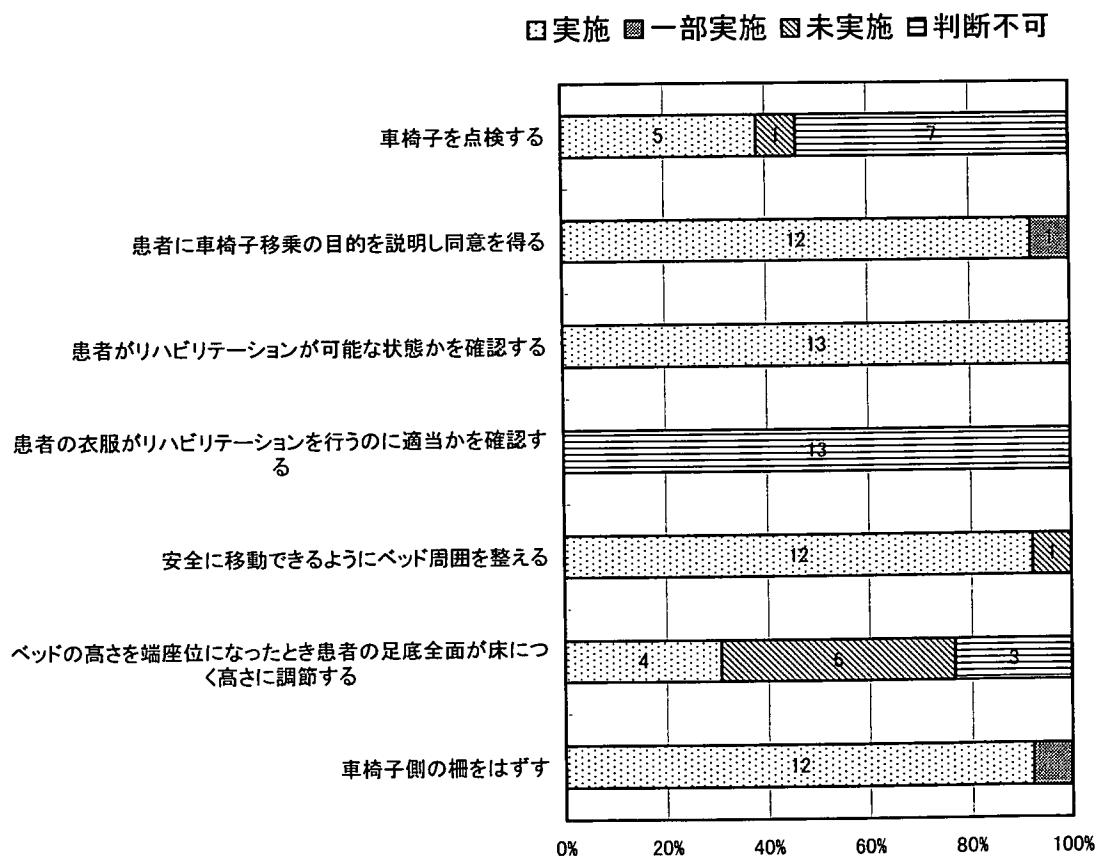 実施 一部実施 未実施 判断不可
車椅子を点検する
5 1 7
患者に車椅子移乗の目的を説明し同意を得る
12 1
患者がリハビリテーションが可能な状態かを確認する
13
患者の衣服がリハビリテーションを行うのに適当かを確認す
る
13
安全に移動できるようにベッド周囲を整える
12 1
ベッドの高さを端座位になったとき患者の足底全面が床につ
く高さに調節する
4 6 3
車椅子側の柵をはずす
12
0% 20% 40% 60% 80% 100%